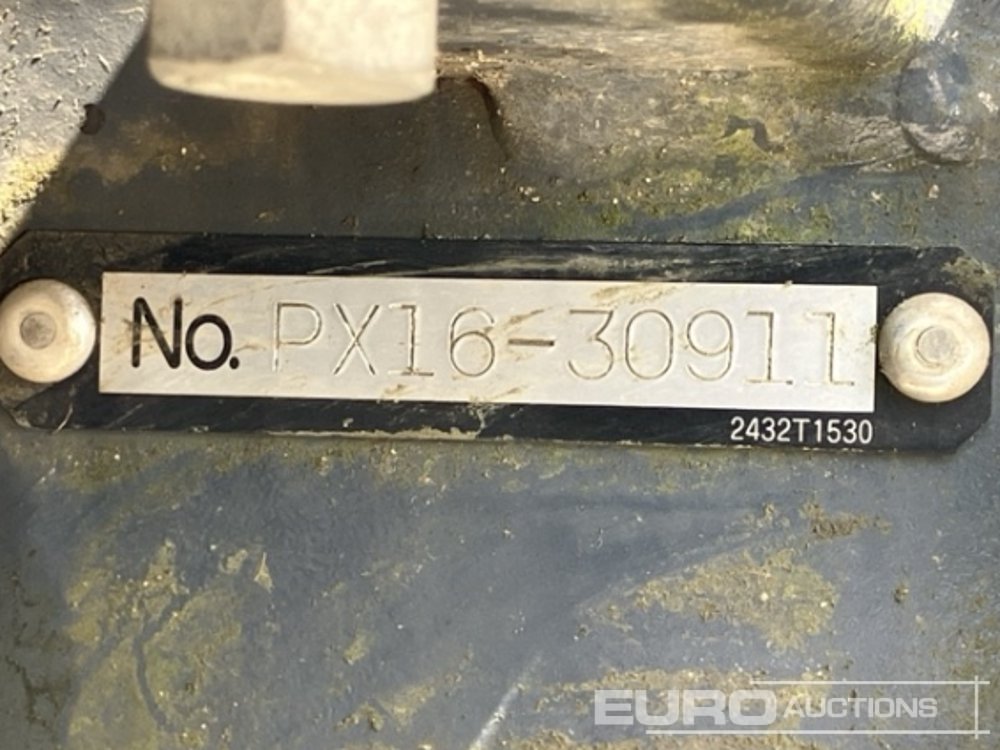 No. PX16-30911
2432T1530
EURO AUCTIONS